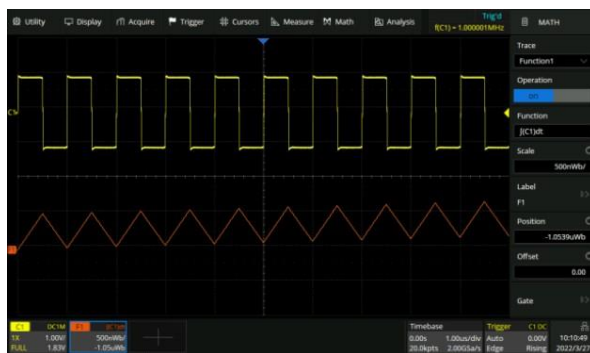 Utility Display Acquire Trigger Cursors Measure Math Analysis
Trig'd
f(C1) = 1.000001MHz
MATH
Trace
Function1
Operation
on
Function
∫(C1)dt
Scale
500nWb/
Label
F1
Position
-1.0539uWb
Offset
0.00
Gate
C1
C1 DC1M
1X 1.00V/
FULL 1.83V
F1
500nWb/
-1.05uWb
Timebase
0.00s 1.00us/div
20.0kpts 2.00GSa/s
Trigger C1 DC
Auto 0.00V
Edge Rising
10:10:49
2022/3/27